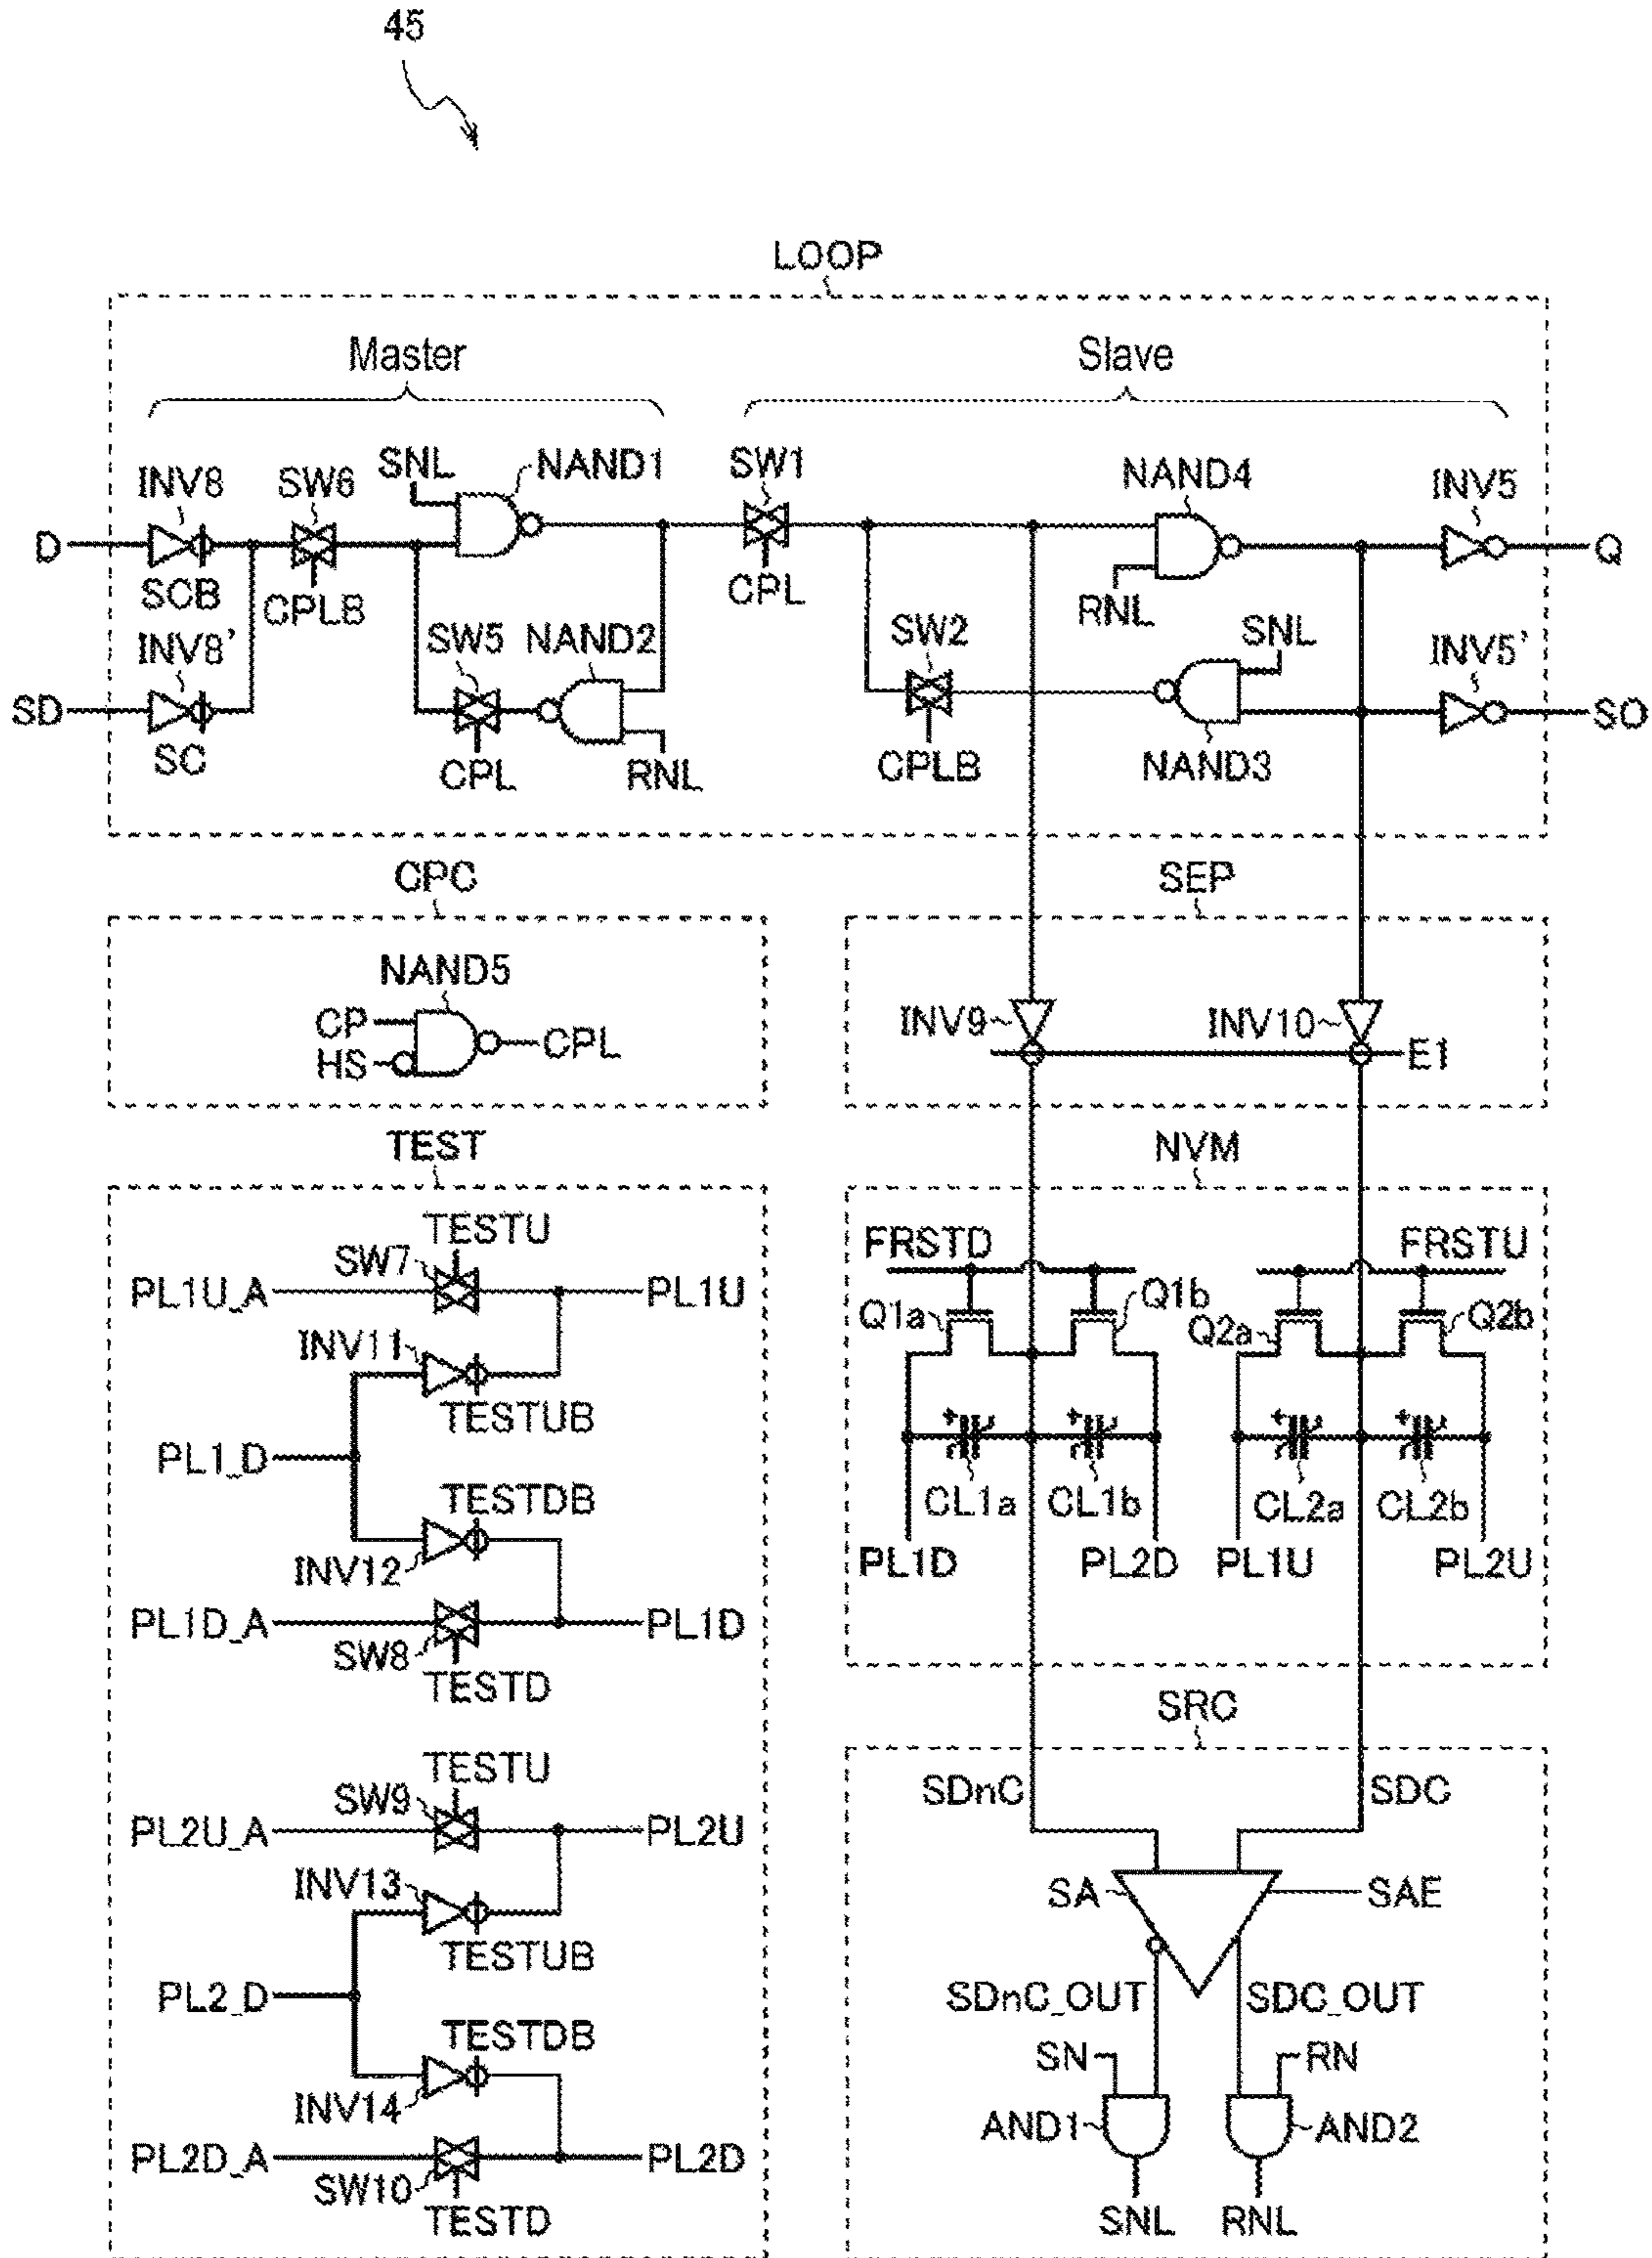 45
LOOP
Master
Slave
INV8
SW6
SNL
NAND1
SW1
NAND4
INV5
D
SCB
CPLB
CPL
RNL
Q
INV8'
SW5
NAND2
SW2
SNL
INV5'
SD
SC
CPL
RNL
CPLB
NAND3
SO
CPC
NAND5
CP
HS
CPL
SEP
INV9
INV10
E1
TEST
TESTU
SW7
PL1U_A
PL1U
INV11
TESTUB
PL1_D
TESTDB
INV12
PL1D_A
PL1D
SW8
TESTD
TESTU
SW9
PL2U_A
PL2U
INV13
TESTUB
PL2_D
TESTDB
INV14
PL2D_A
PL2D
SW10
TESTD
NVM
FRSTD
FRSTU
Q1a
Q1b
Q2a
Q2b
+
+
+
+
CL1a
CL1b
CL2a
CL2b
PL1D
PL2D
PL1U
PL2U
SRC
SDnC
SDC
SA
SAE
SDnC_OUT
SDC_OUT
SN
RN
AND1
AND2
SNL
RNL